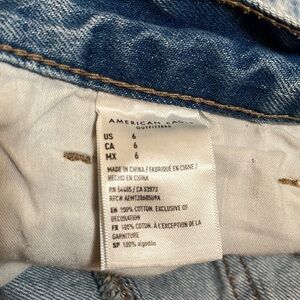 AMERICAN EAGLE
OUTFITTERS
US 6
CA 6
MX 6
MADE IN CHINA / FABRIQUÉ EN CHINE /
HECHO EN CHINA
RN 54485 / CA 03973
EN 100% COTTON. EXCLUSIVE OF
DECORATION
FR 100% COTON. À L'EXCEPTION DE LA
GARNITURE
SP 100% algodón